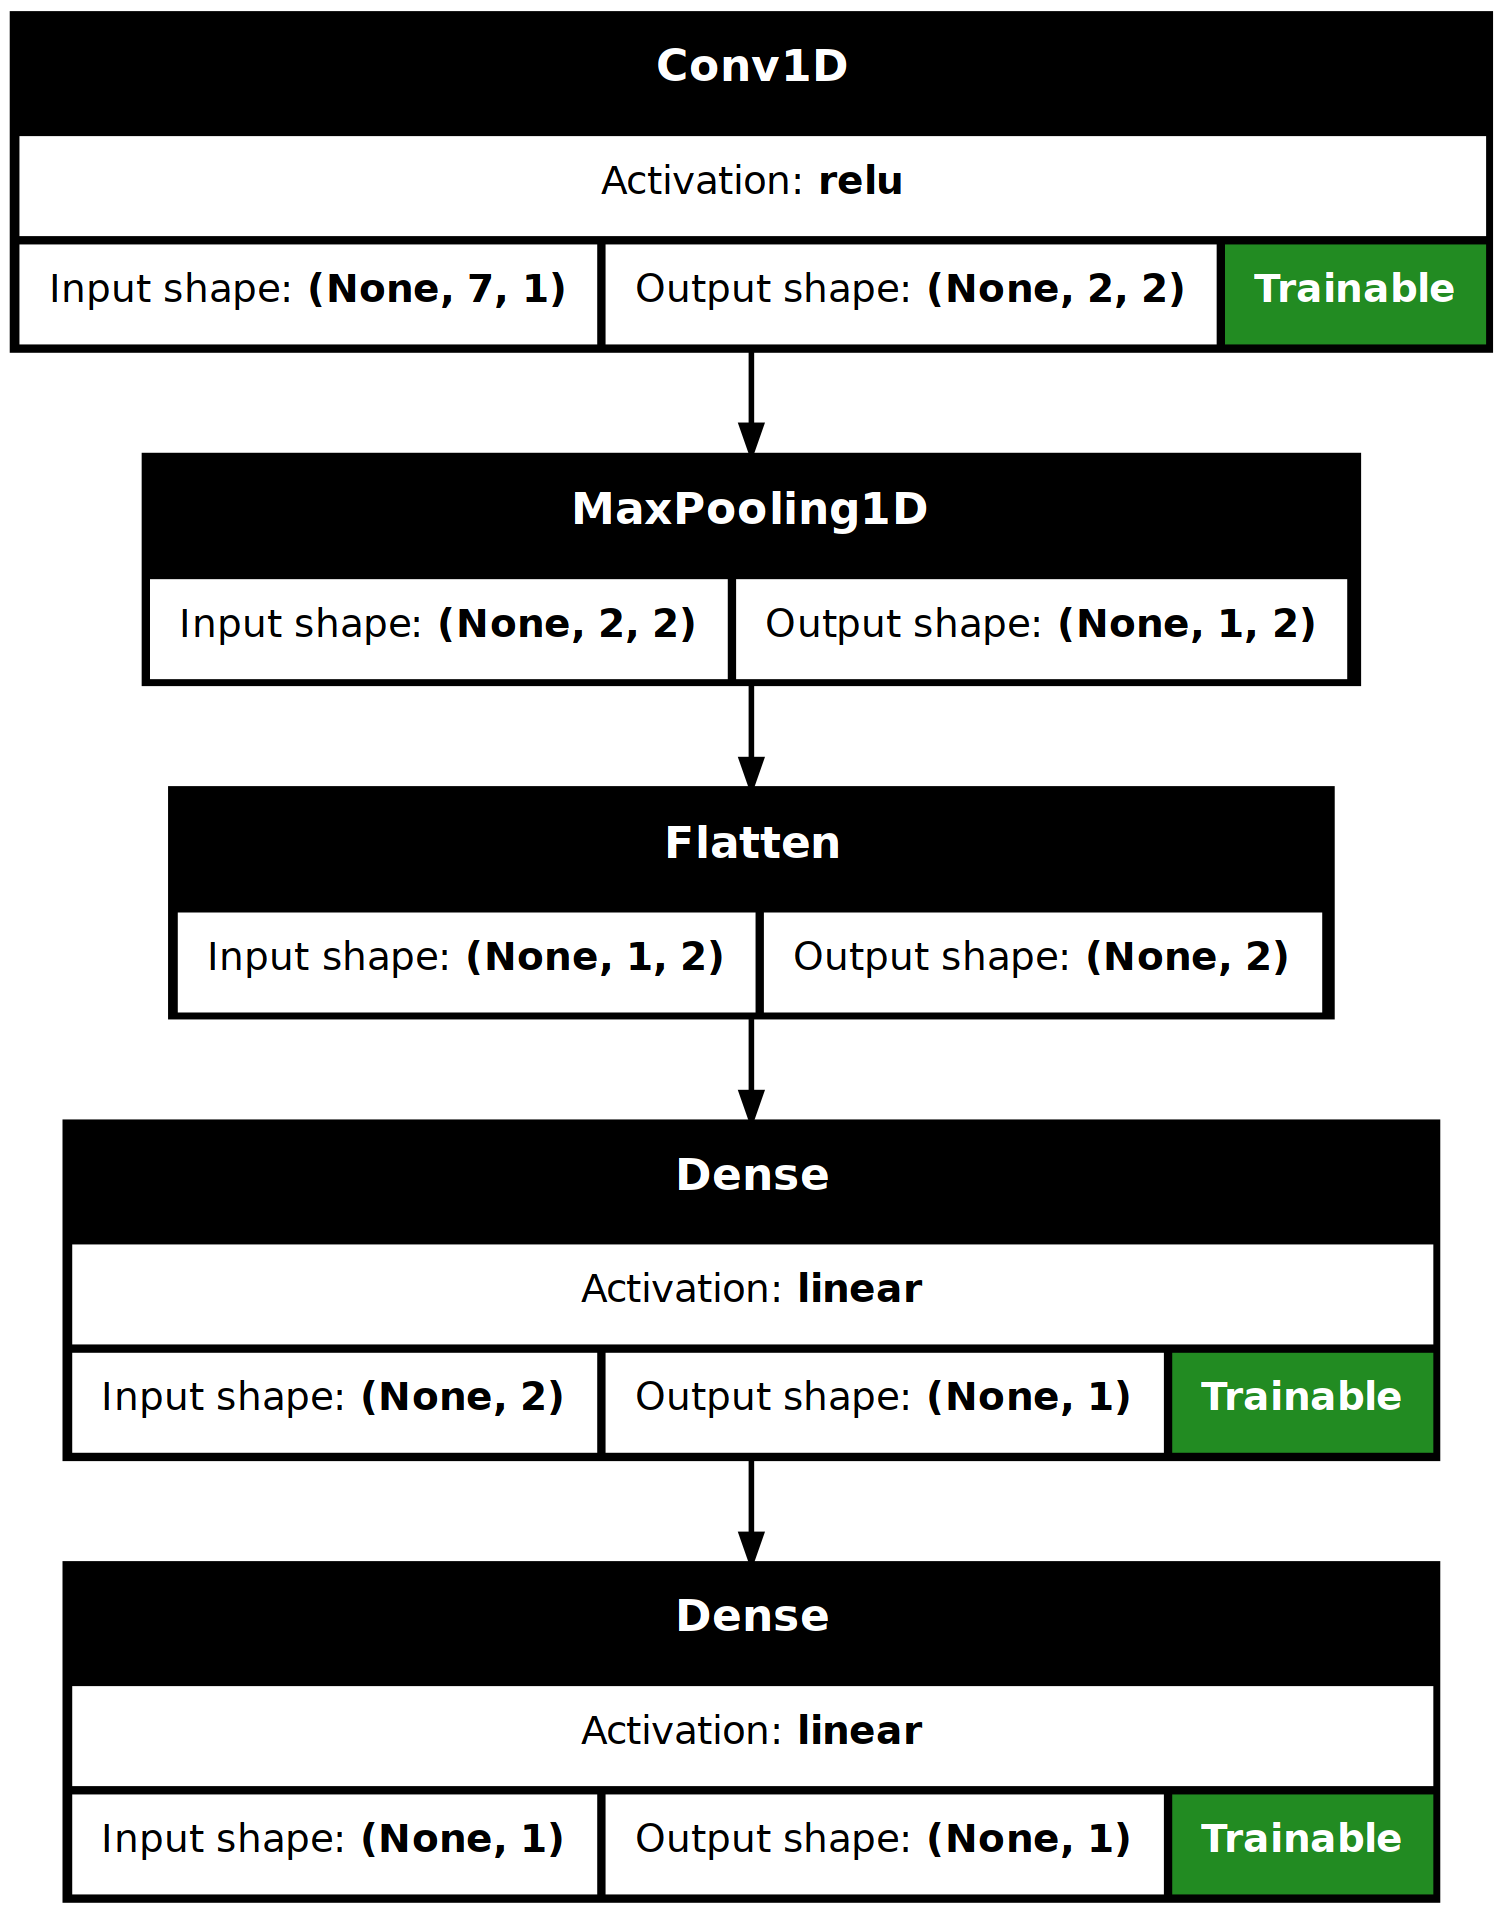 Conv1D
Activation: relu
Input shape: (None, 7, 1) Output shape: (None, 2, 2) Trainable
MaxPooling1D
Input shape: (None, 2, 2) Output shape: (None, 1, 2)
Flatten
Input shape: (None, 1, 2) Output shape: (None, 2)
Dense
Activation: linear
Input shape: (None, 2) Output shape: (None, 1) Trainable
Dense
Activation: linear
Input shape: (None, 1) Output shape: (None, 1) Trainable